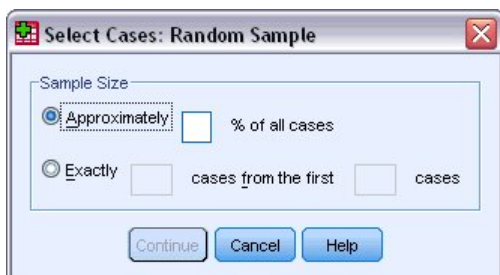 Select Cases: Random Sample
Sample Size
Approximately % of all cases
Exactly cases from the first cases
Continue Cancel Help